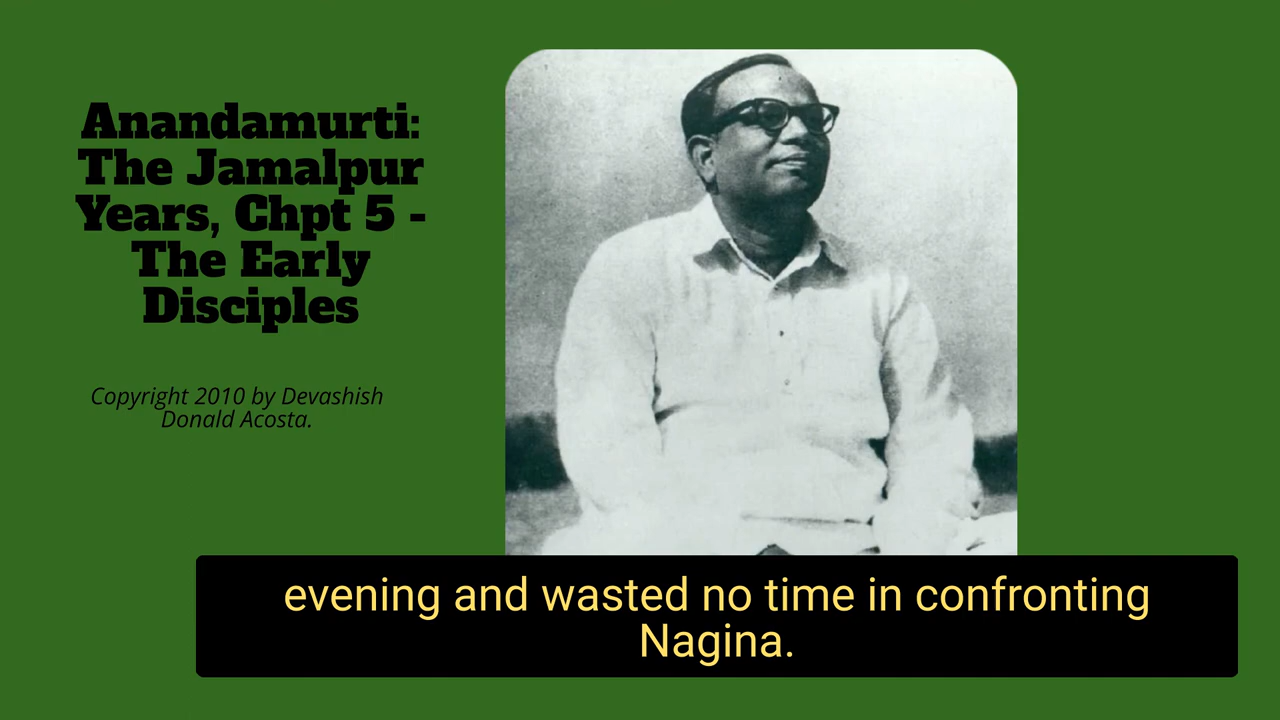 Anandamurti:
The Jamalpur
Years, Chpt 5 -
The Early
Disciples
Copyright 2010 by Devashish
Donald Acosta.
evening and wasted no time in confronting
Nagina.